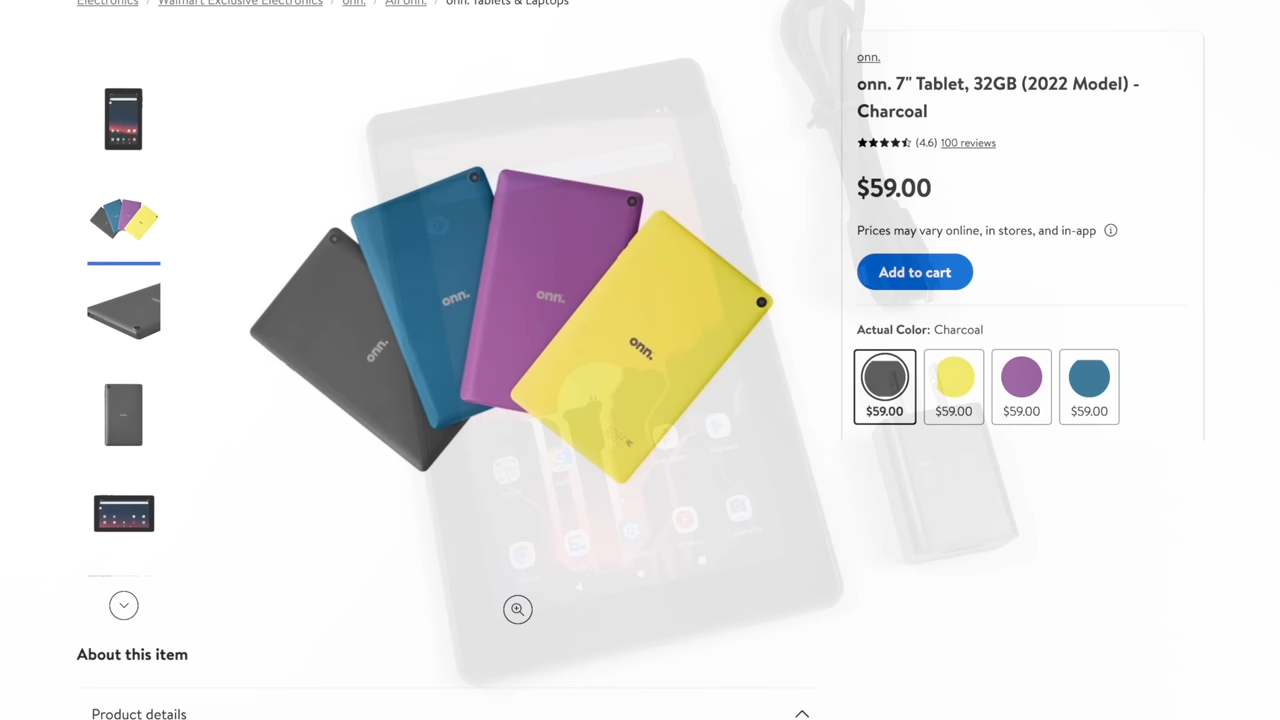 Electronics / Walmart Exclusive Electronics / onn. / All onn. / onn. Tablets & Laptops
onn.
onn. 7" Tablet, 32GB (2022 Model) -
Charcoal
(4.6) 100 reviews
$59.00
Prices may vary online, in stores, and in-app
Add to cart
Actual Color: Charcoal
$59.00 $59.00 $59.00 $59.00
onn.
onn.
onn.
onn.
About this item
Product details